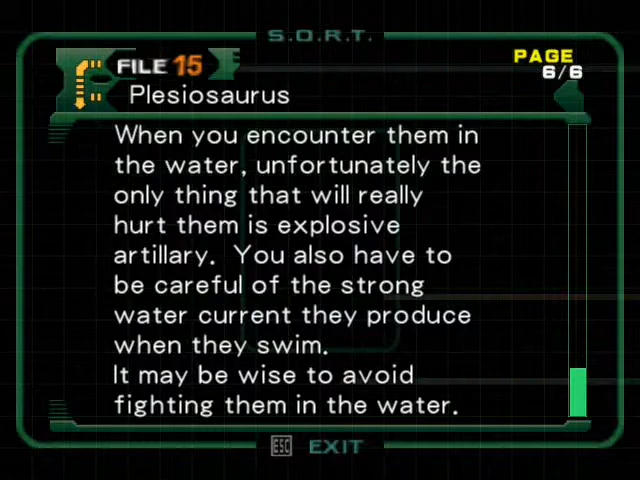 S.O.R.T.
FILE 15
PAGE
6/6
Plesiosaurus
When you encounter them in
the water, unfortunately the
only thing that will really
hurt them is explosive
artillary. You also have to
be careful of the strong
water current they produce
when they swim.
It may be wise to avoid
fighting them in the water.
ESC EXIT